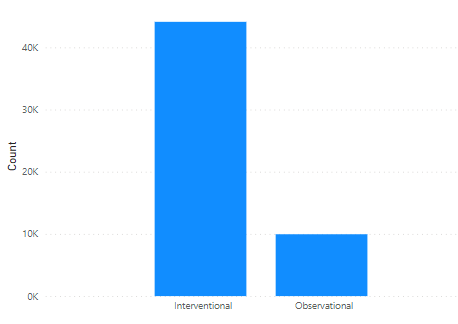 40K
30K
Count
20K
10K
0K
Interventional Observational